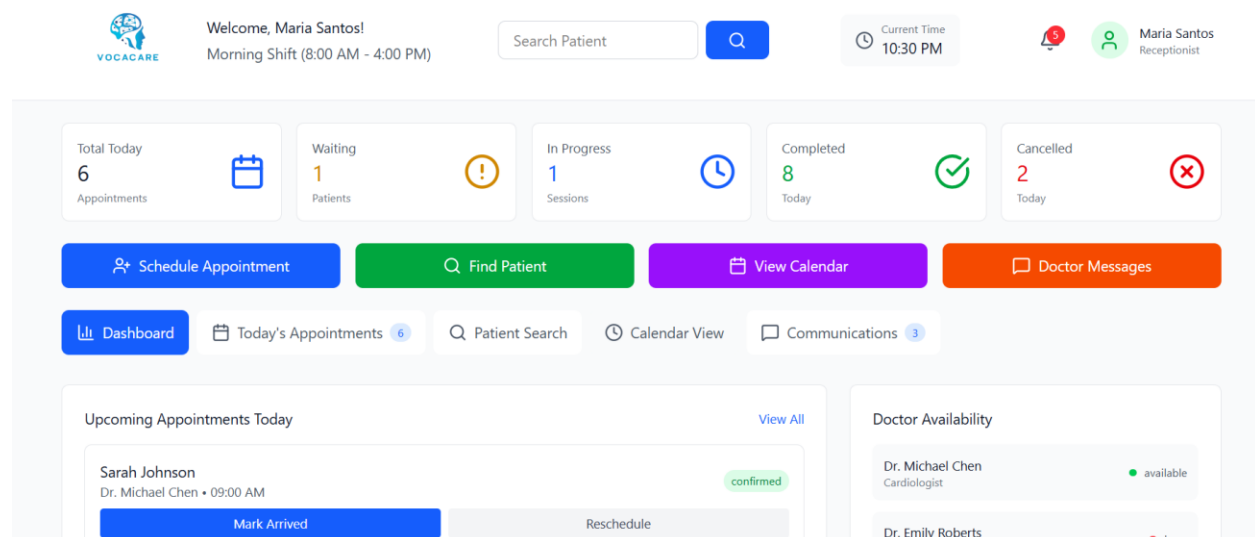 VOCACARE
Welcome, Maria Santos!
Morning Shift (8:00 AM - 4:00 PM)
Search Patient
Current Time
10:30 PM
5
Maria Santos
Receptionist
Total Today
6
Appointments
Waiting
1
Patients
In Progress
1
Sessions
Completed
8
Today
Cancelled
2
Today
Schedule Appointment
Find Patient
View Calendar
Doctor Messages
Dashboard
Today's Appointments 6
Patient Search
Calendar View
Communications 3
Upcoming Appointments Today
View All
Sarah Johnson
Dr. Michael Chen • 09:00 AM
confirmed
Mark Arrived
Reschedule
Doctor Availability
Dr. Michael Chen
Cardiologist
available
Dr. Emily Roberts